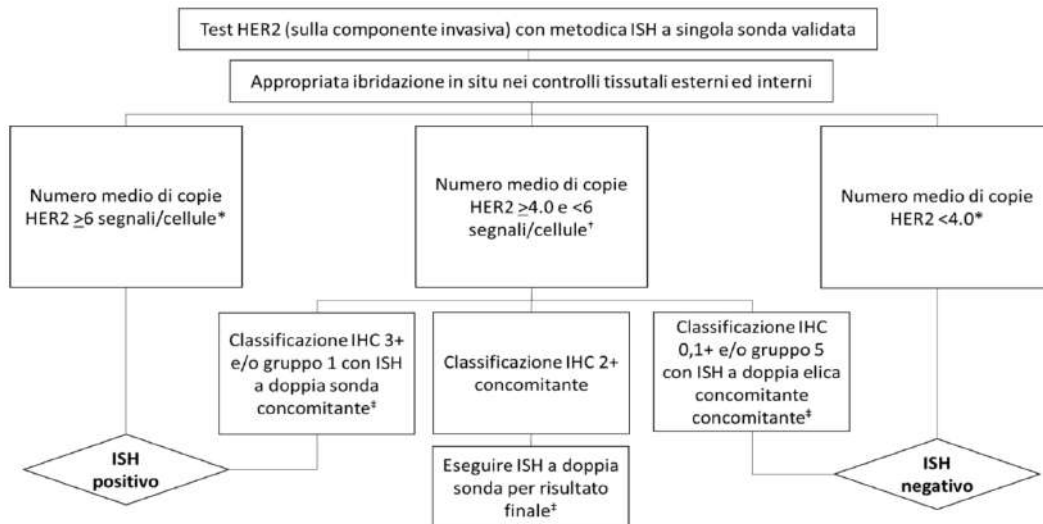 Test HER2 (sulla componente invasiva) con metodica ISH a singola sonda validata
Appropriata ibridazione in situ nei controlli tissutali esterni ed interni
Numero medio di copie
HER2 ≥6 segnali/cellule*
Numero medio di copie
HER2 ≥4.0 e <6
segnali/cellule†
Numero medio di copie
HER2 <4.0*
Classificazione IHC 3+
e/o gruppo 1 con ISH
a doppia sonda
concomitante‡
Classificazione IHC 2+
concomitante
Classificazione IHC
0,1+ e/o gruppo 5
con ISH a doppia elica
concomitante
concomitante‡
ISH
positivo
Eseguire ISH a doppia
sonda per risultato
finale‡
ISH
negativo